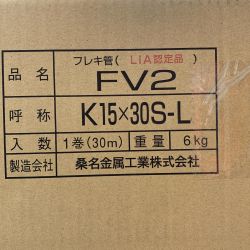 フレキ管(LIA認定品)
品名 FV2
呼称 K15×30S-L
入数 1巻(30m) 重量 6kg
製造会社 桑名金属工業株式会社